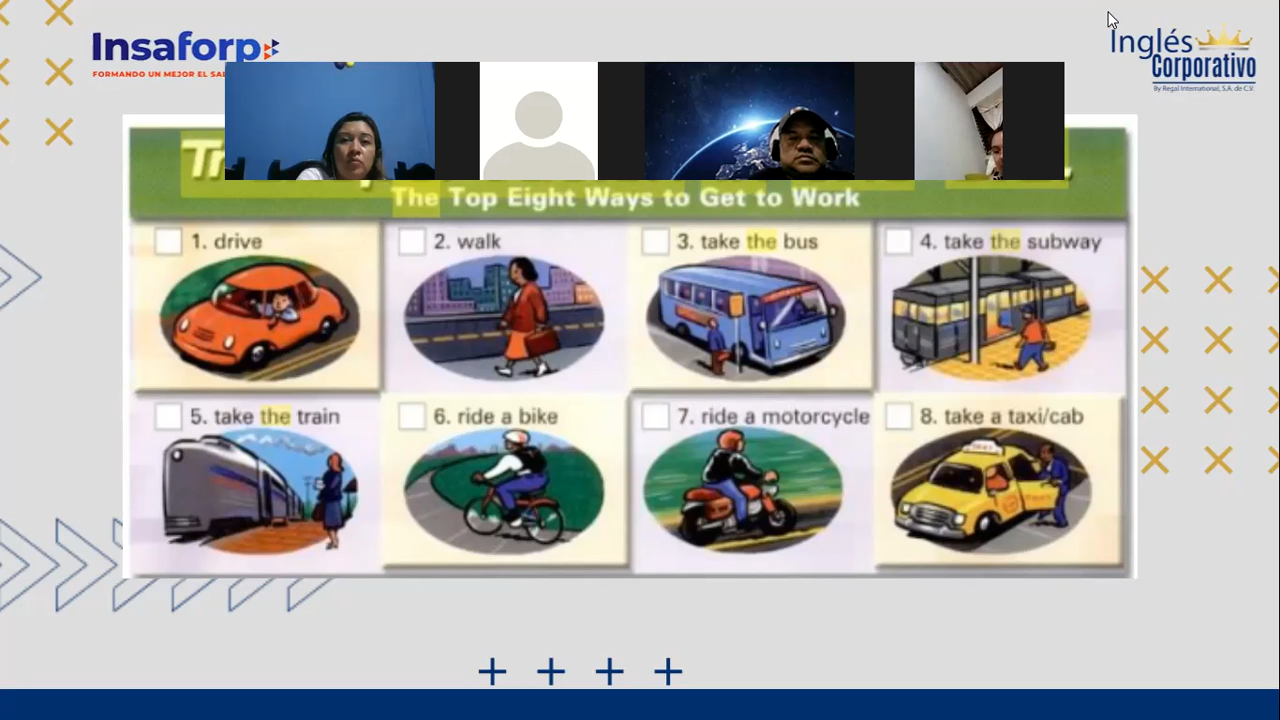 Insaforp
FORMANDO UN MEJOR EL
Inglés
Corporativo
By Regal International, S.A. de C.V.
The Top Eight Ways to Get to Work
1. drive
2. walk
3. take the bus
4. take the subway
5. take the train
6. ride a bike
7. ride a motorcycle
8. take a taxi/cab